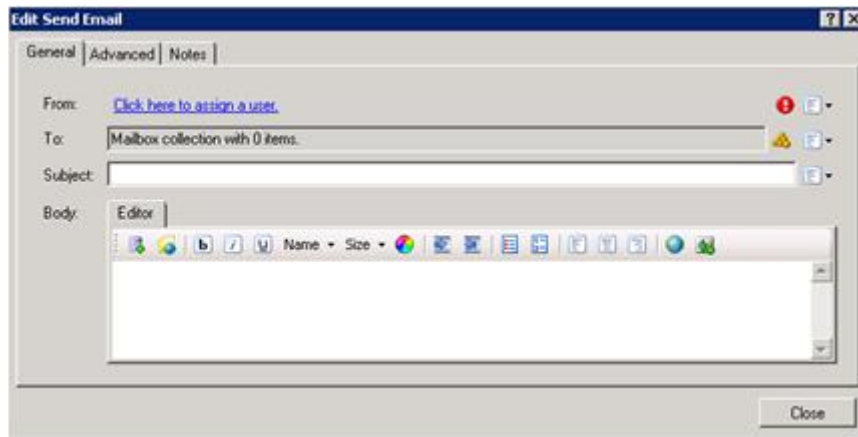 Edit Send Email
General Advanced Notes
From: Click here to assign a user.
To: Mailbox collection with 0 items.
Subject:
Body: Editor
b i U Name Size
Close